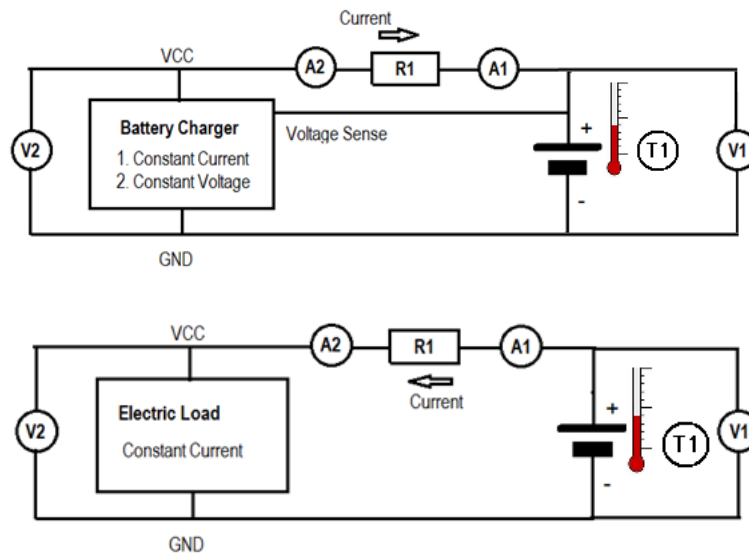 Current
VCC
A2
R1
A1
Battery Charger
1. Constant Current
2. Constant Voltage
Voltage Sense
V2
+
T1
V1
-
GND
VCC
A2
R1
A1
Current
Electric Load
Constant Current
V2
+
T1
V1
-
GND